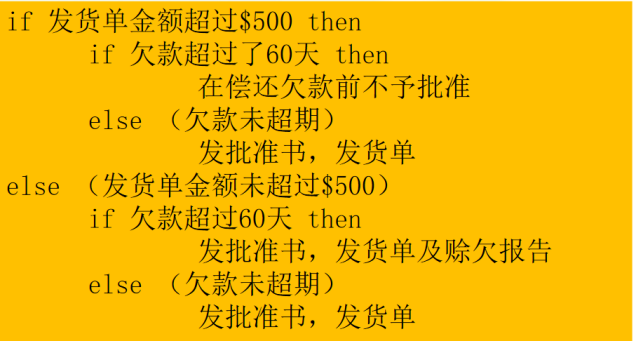 if 发货单金额超过$500 then
if 欠款超过了60天 then
在偿还欠款前不予批准
else （欠款未超期）
发批准书，发货单
else （发货单金额未超过$500）
if 欠款超过60天 then
发批准书，发货单及赊欠报告
else （欠款未超期）
发批准书，发货单